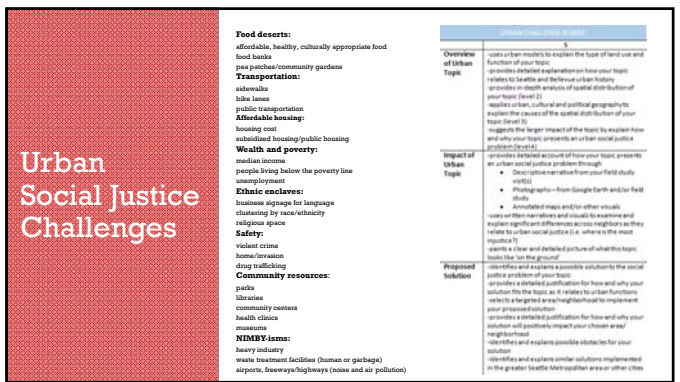 Urban
Social Justice
Challenges
Food deserts:
affordable, healthy, culturally appropriate food
food banks
pea patches/community gardens
Transportation:
sidewalks
bike lanes
public transportation
Affordable housing:
housing cost
subsidized housing/public housing
Wealth and poverty:
median income
people living below the poverty line
unemployment
Ethnic enclaves:
business signage for language
clustering by race/ethnicity
religious space
Safety:
violent crime
home/invasion
drug trafficking
Community resources:
parks
libraries
community centers
health clinics
museums
NIMBY-isms:
heavy industry
waste treatment facilities (human or garbage)
airports, freeways/highways (noise and air pollution)
URBAN CHALLENGE RUBRIC
5
Overview
of Urban
Topic
-uses urban models to explain the type of land use and
function of your topic
-provides detailed explanation on how your topic
relates to Seattle and Bellevue urban history
-provides in-depth analysis of spatial distribution of
your topic (level 2)
-applies urban, cultural and political geography to
explain the causes of the spatial distribution of your
topic (level 3)
-suggests the larger impact of the topic by explain how
and why your topic presents an urban social justice
problem (level 4)
Impact of
Urban
Topic
-provides detailed account of how your topic presents
an urban social justice problem through
• Descriptive narrative from your field study
visit(s)
• Photographs—from Google Earth and/or field
study
• Annotated maps and/or other visuals
-uses written narratives and visuals to examine and
explain significant differences across neighbors as they
relate to urban social justice (i.e. where is the most
injustice?)
-paints a clear and detailed picture of what this topic
looks like 'on the ground'
Proposed
Solution
-identifies and explains a possible solution to the social
justice problem of your topic
-provides a detailed justification for how and why your
solution fits the topic as it relates to urban functions
-selects a targeted area/neighborhood to implement
your proposed solution
-provides a detailed justification for how and why your
solution will positively impact your chosen area/
neighborhood
-identifies and explains possible obstacles for your
solution
-identifies and explains similar solutions implemented
in the greater Seattle Metropolitan area or other cities